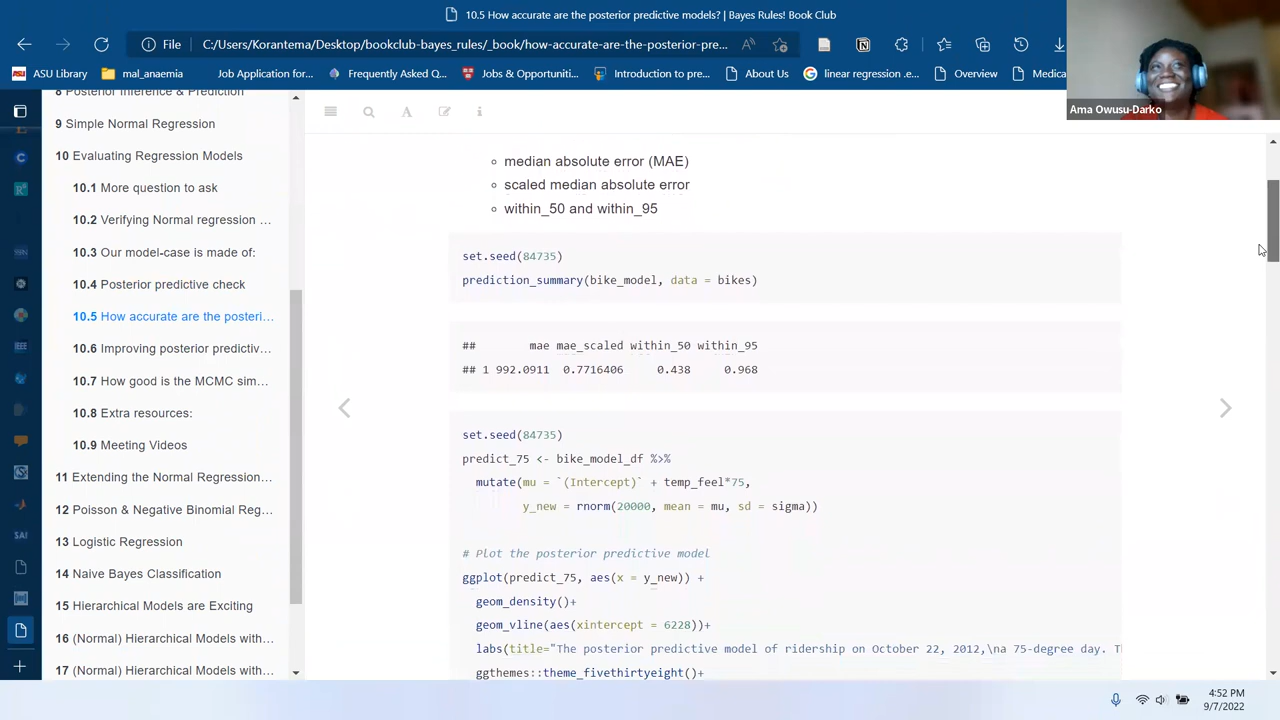 10.5 How accurate are the posterior predictive models? | Bayes Rules! Book Club
File
C:/Users/Korantema/Desktop/bookclub-bayes_rules/_book/how-accurate-are-the-posterior-pre...
ASU Library
mal_anaemia
Job Application for...
Frequently Asked Q...
Jobs & Opportuniti...
Introduction to pre...
About Us
linear regression .e...
Overview
Medica
Ama Owusu-Darko
8 Posterior Inference & Prediction
9 Simple Normal Regression
10 Evaluating Regression Models
10.1 More question to ask
10.2 Verifying Normal regression ...
10.3 Our model-case is made of:
10.4 Posterior predictive check
10.5 How accurate are the posteri...
10.6 Improving posterior predictiv...
10.7 How good is the MCMC sim...
10.8 Extra resources:
10.9 Meeting Videos
11 Extending the Normal Regression...
12 Poisson & Negative Binomial Reg...
13 Logistic Regression
14 Naive Bayes Classification
15 Hierarchical Models are Exciting
16 (Normal) Hierarchical Models with...
17 (Normal) Hierarchical Models with...
median absolute error (MAE)
scaled median absolute error
within_50 and within_95
set.seed(84735)
prediction_summary(bike_model, data = bikes)
## mae mae_scaled within_50 within_95
## 1 992.0911 0.7716406 0.438 0.968
set.seed(84735)
predict_75 <- bike_model_df %>%
mutate(mu = `(Intercept)` + temp_feel*75,
y_new = rnorm(20000, mean = mu, sd = sigma))
# Plot the posterior predictive model
ggplot(predict_75, aes(x = y_new)) +
geom_density()+
geom_vline(aes(xintercept = 6228))+
labs(title="The posterior predictive model of ridership on October 22, 2012,\na 75-degree day. T
ggthemes::theme_fivethirtyeight()+
4:52 PM
9/7/2022